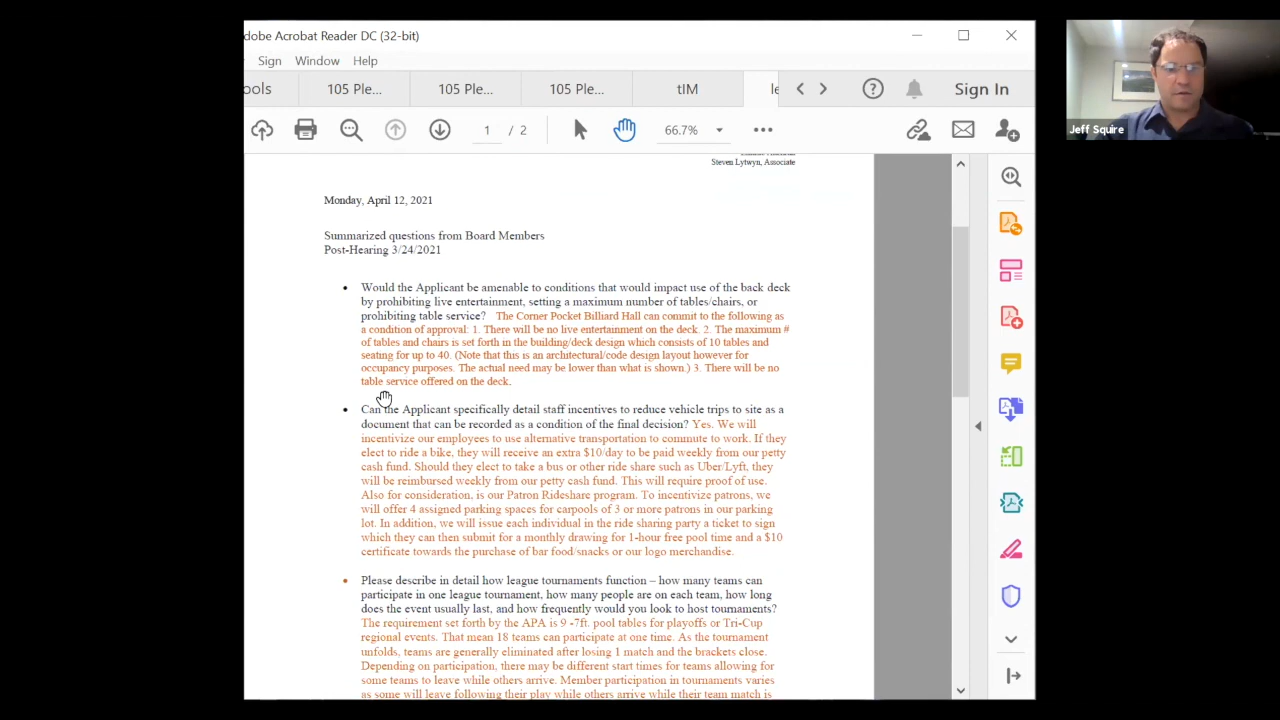 dobe Acrobat Reader DC (32-bit)
Sign Window Help
ools 105 Ple... 105 Ple... 105 Ple... tIM le Sign In
1 / 2 66.7%
Jeff Squire
Steven Lytwyn, Associate
Monday, April 12, 2021
Summarized questions from Board Members
Post-Hearing 3/24/2021
• Would the Applicant be amenable to conditions that would impact use of the back deck
by prohibiting live entertainment, setting a maximum number of tables/chairs, or
prohibiting table service? The Corner Pocket Billiard Hall can commit to the following as
a condition of approval: 1. There will be no live entertainment on the deck. 2. The maximum #
of tables and chairs is set forth in the building/deck design which consists of 10 tables and
seating for up to 40. (Note that this is an architectural/code design layout however for
occupancy purposes. The actual need may be lower than what is shown.) 3. There will be no
table service offered on the deck.
• Can the Applicant specifically detail staff incentives to reduce vehicle trips to site as a
document that can be recorded as a condition of the final decision? Yes. We will
incentivize our employees to use alternative transportation to commute to work. If they
elect to ride a bike, they will receive an extra $10/day to be paid weekly from our petty
cash fund. Should they elect to take a bus or other ride share such as Uber/Lyft, they
will be reimbursed weekly from our petty cash fund. This will require proof of use.
Also for consideration, is our Patron Rideshare program. To incentivize patrons, we
will offer 4 assigned parking spaces for carpools of 3 or more patrons in our parking
lot. In addition, we will issue each individual in the ride sharing party a ticket to sign
which they can then submit for a monthly drawing for 1-hour free pool time and a $10
certificate towards the purchase of bar food/snacks or our logo merchandise.
• Please describe in detail how league tournaments function – how many teams can
participate in one league tournament, how many people are on each team, how long
does the event usually last, and how frequently would you look to host tournaments?
The requirement set forth by the APA is 9 -7ft. pool tables for playoffs or Tri-Cup
regional events. That mean 18 teams can participate at one time. As the tournament
unfolds, teams are generally eliminated after losing 1 match and the brackets close.
Depending on participation, there may be different start times for teams allowing for
some teams to leave while others arrive. Member participation in tournaments varies
as some will leave following their play while others arrive while their team match is